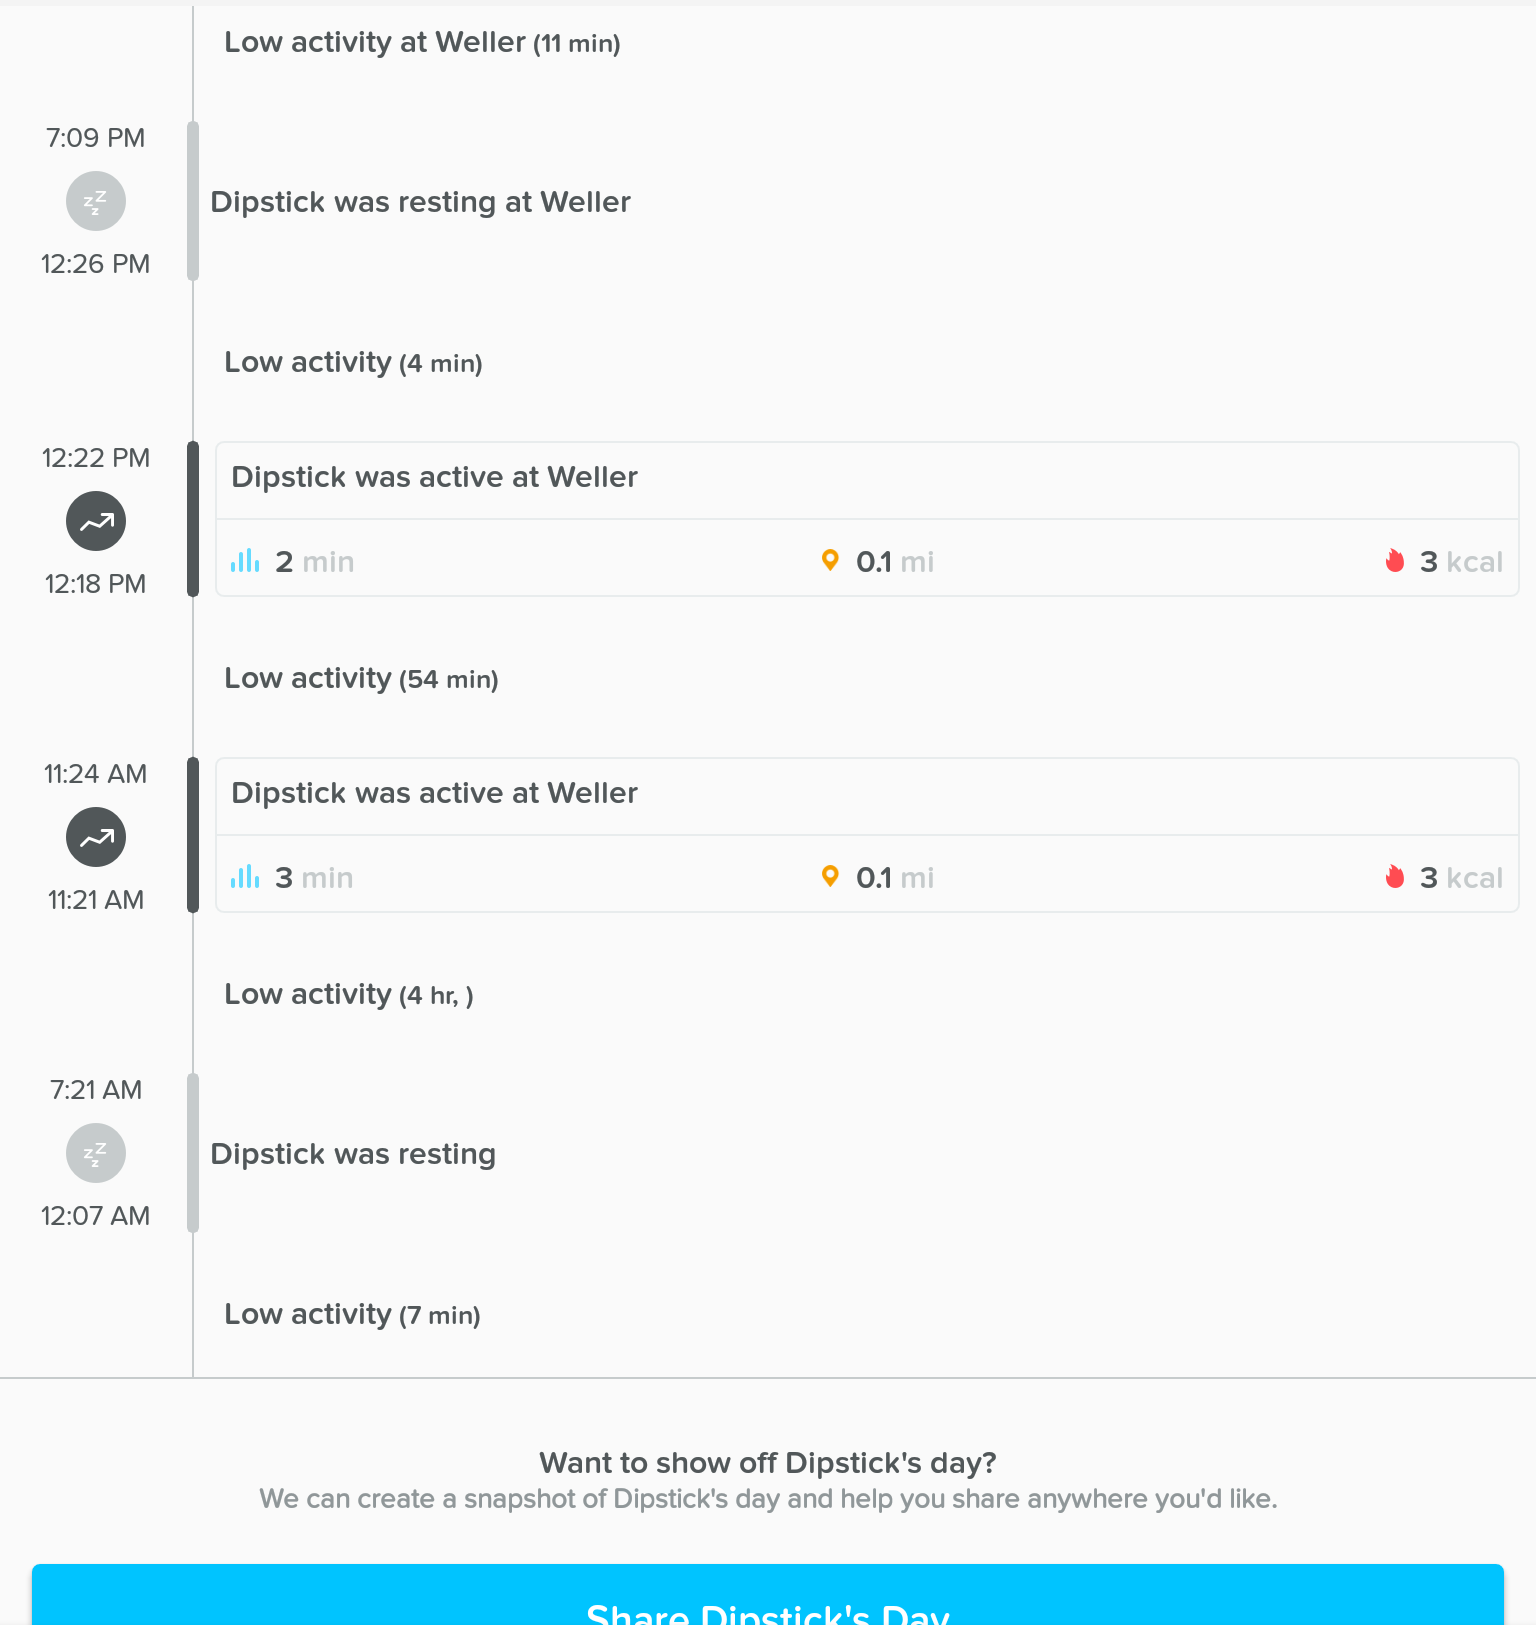 Low activity at Weller (11 min)
7:09 PM
zZz
Dipstick was resting at Weller
12:26 PM
Low activity (4 min)
12:22 PM
Dipstick was active at Weller
2 min 0.1 mi 3 kcal
12:18 PM
Low activity (54 min)
11:24 AM
Dipstick was active at Weller
3 min 0.1 mi 3 kcal
11:21 AM
Low activity (4 hr, )
7:21 AM
zZz
Dipstick was resting
12:07 AM
Low activity (7 min)
Want to show off Dipstick's day?
We can create a snapshot of Dipstick's day and help you share anywhere you'd like.
Share Dipstick's Day